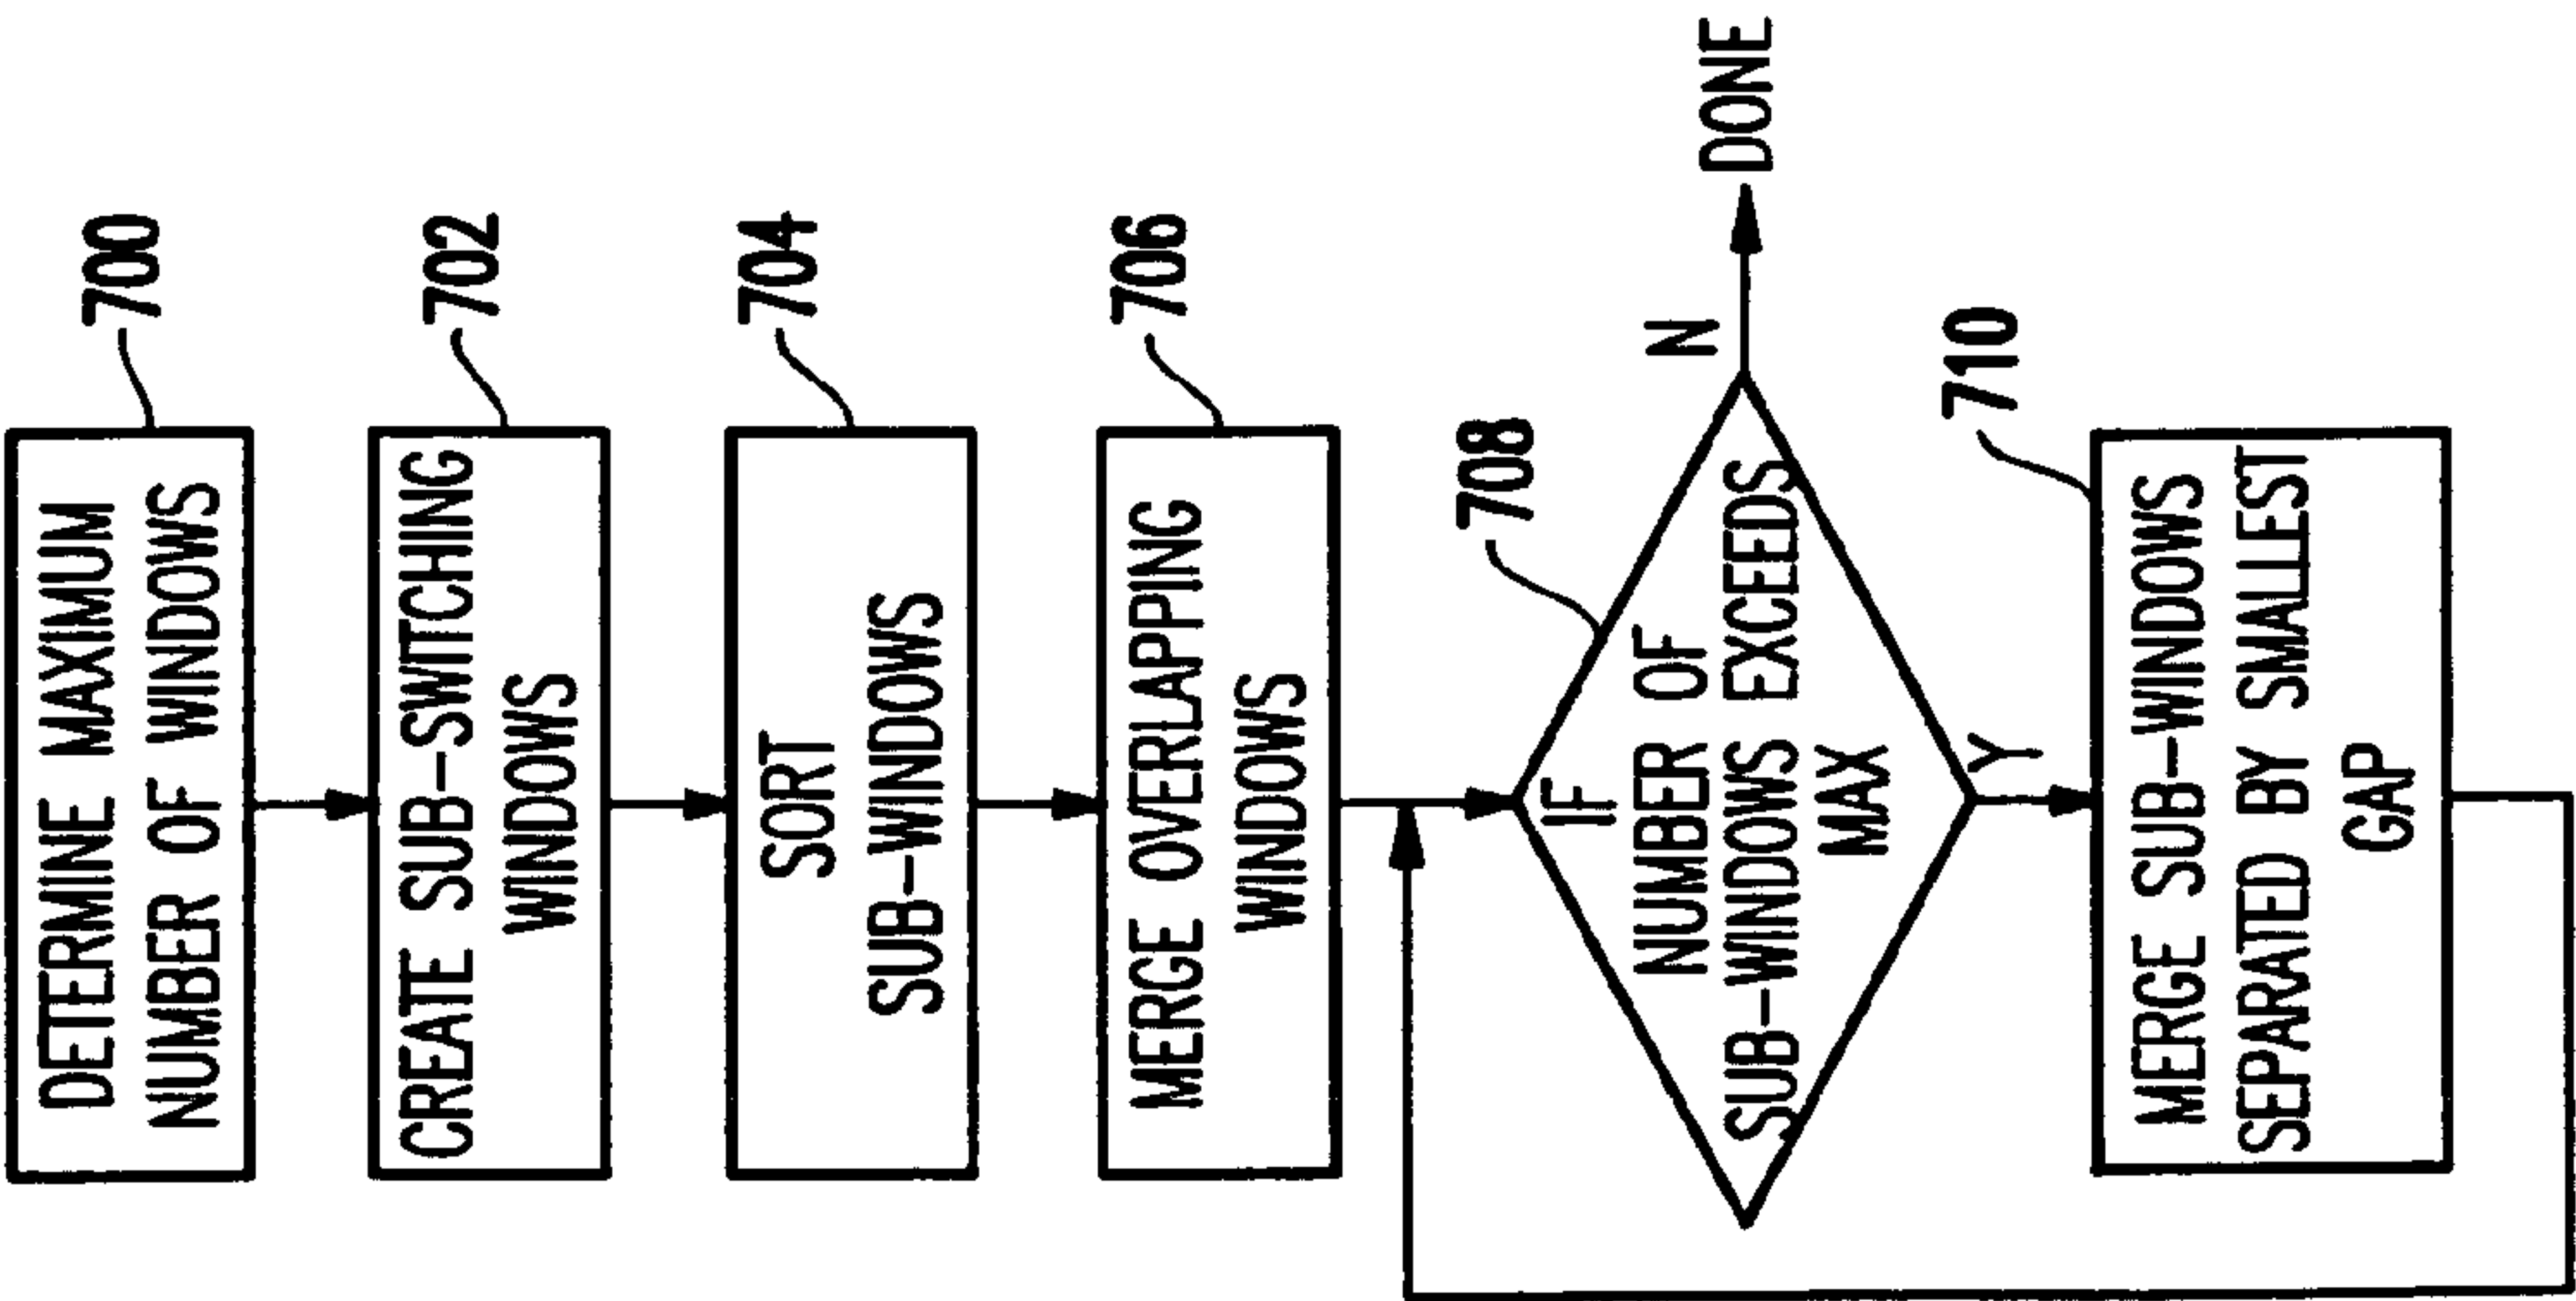 DETERMINE MAXIMUM
NUMBER OF WINDOWS
700
CREATE SUB-SWITCHING
WINDOWS
702
SORT
SUB-WINDOWS
704
MERGE OVERLAPPING
WINDOWS
706
IF
NUMBER OF
SUB-WINDOWS EXCEEDS
MAX
708
N
DONE
Y
MERGE SUB-WINDOWS
SEPARATED BY SMALLEST
GAP
710